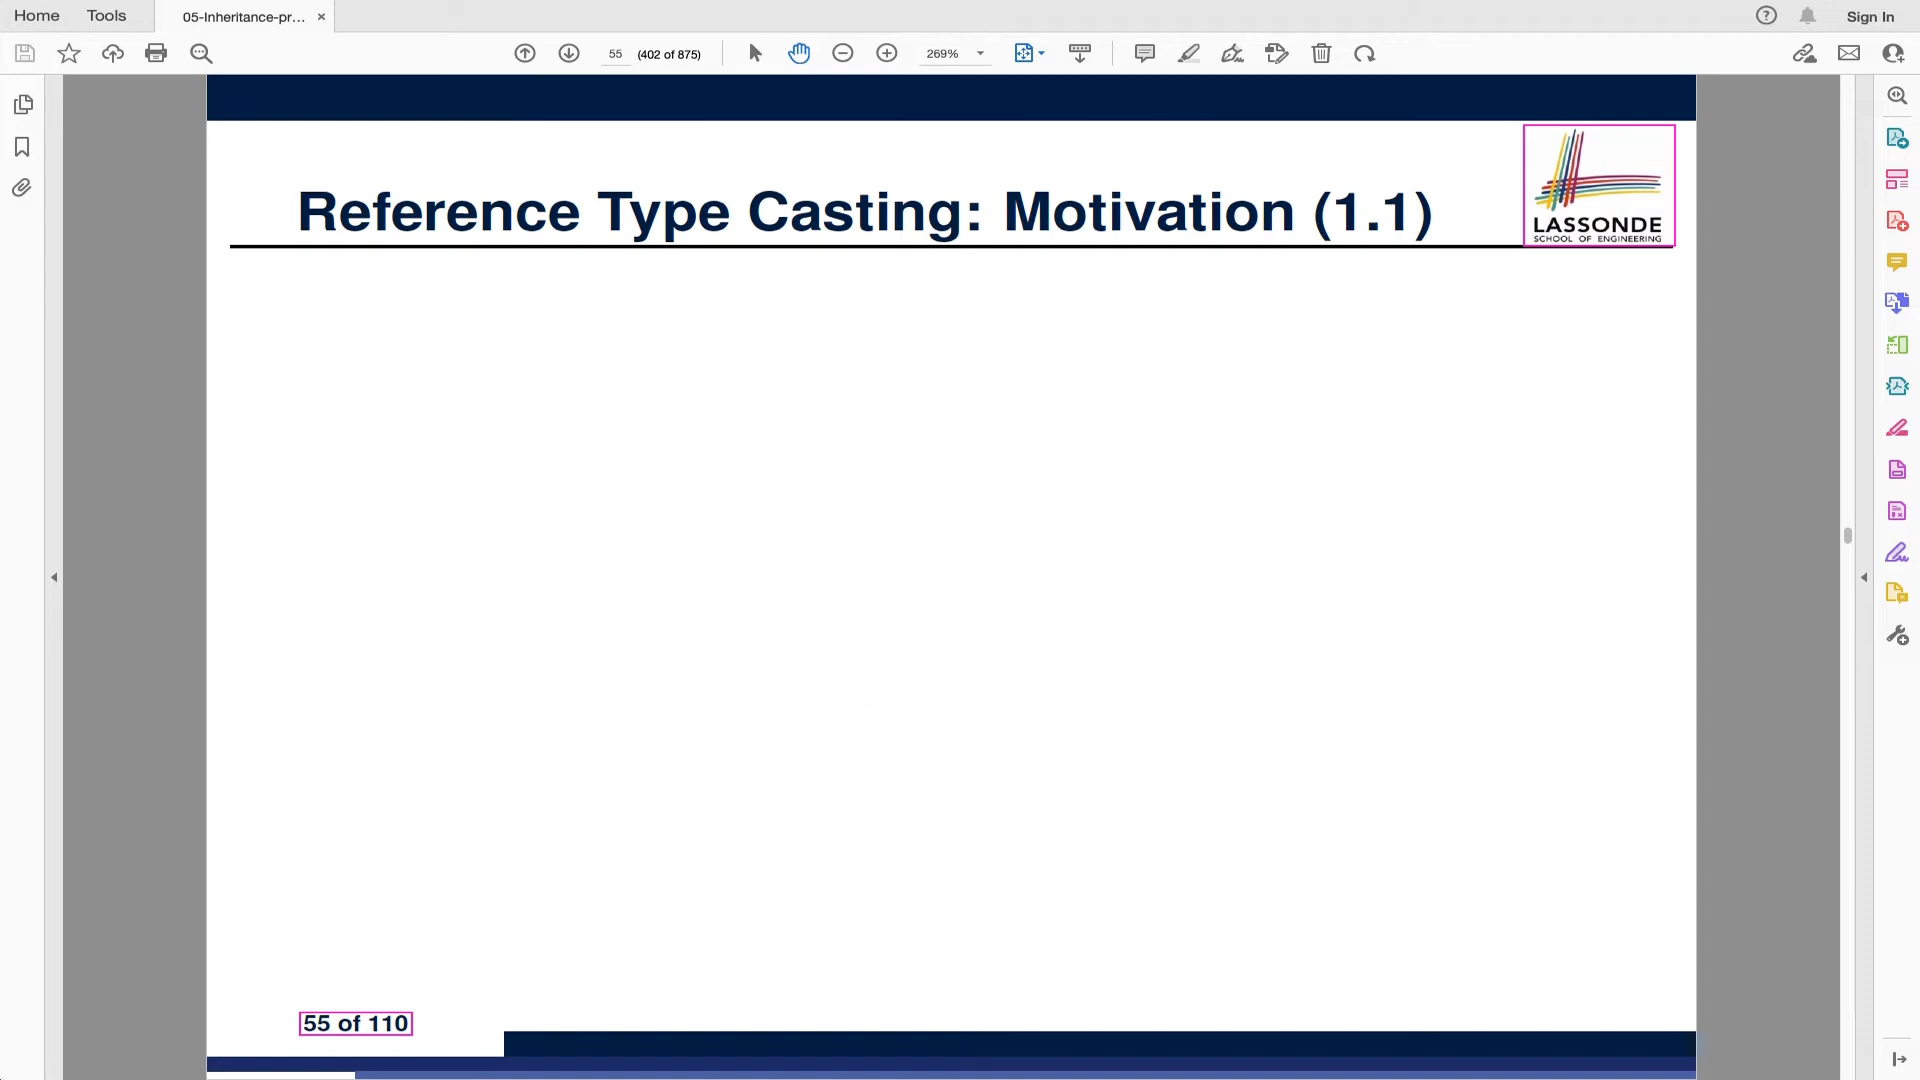 Home Tools 05-Inheritance-pr... × Sign In
55 (402 of 875) 269%
Reference Type Casting: Motivation (1.1)
LASSONDE
SCHOOL OF ENGINEERING
55 of 110